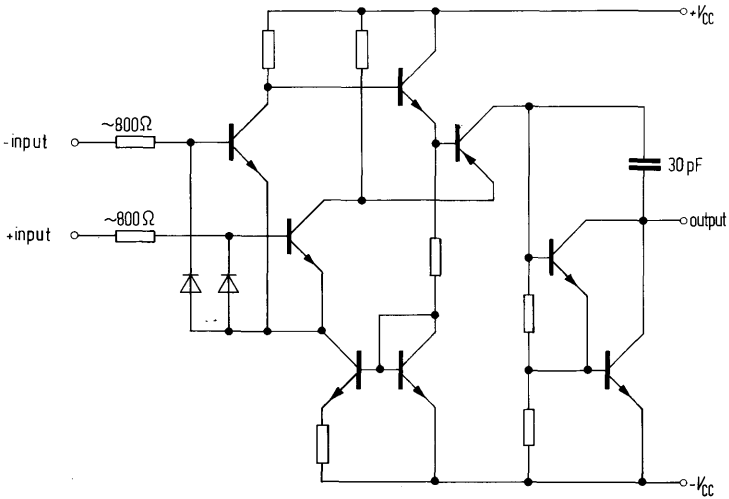 +V_CC
~800Ω
-input
30 pF
~800Ω
+input
output
-V_CC